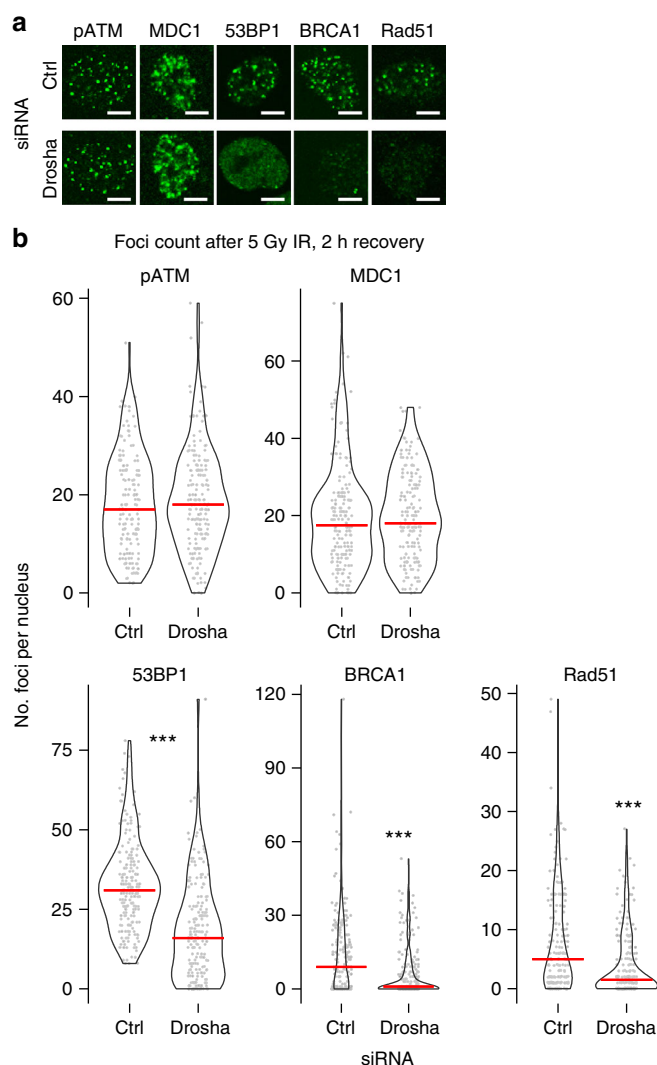 a
pATM MDC1 53BP1 BRCA1 Rad51
siRNA
Ctrl
Drosha
b
Foci count after 5 Gy IR, 2 h recovery
No. foci per nucleus
pATM MDC1
60
40
20
0
60
40
20
0
Ctrl Drosha Ctrl Drosha
53BP1 BRCA1 Rad51
75
50
25
0
***
120
90
60
30
0
***
50
40
30
20
10
0
***
Ctrl Drosha Ctrl Drosha Ctrl Drosha
siRNA